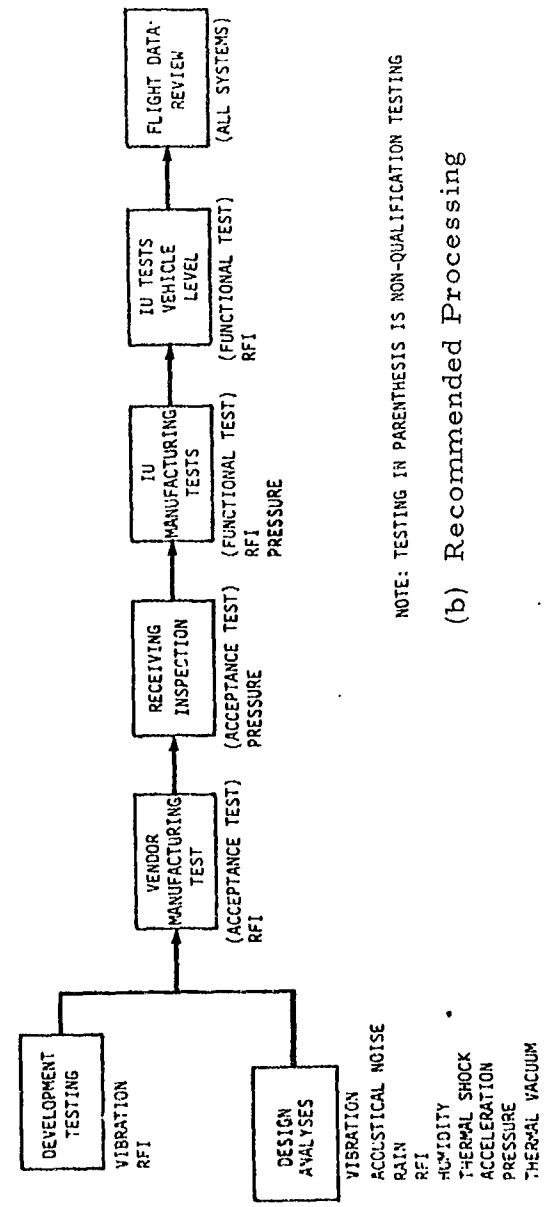 DEVELOPMENT
TESTING
VIBRATION
RFI
DESIGN
ANALYSES
VIBRATION
ACOUSTICAL NOISE
RAIN
RFI
HUMIDITY
THERMAL SHOCK
ACCELERATION
PRESSURE
THERMAL VACUUM
VENDOR
MANUFACTURING
TEST
(ACCEPTANCE TEST)
RFI
RECEIVING
INSPECTION
(ACCEPTANCE TEST)
PRESSURE
IU
MANUFACTURING
TESTS
(FUNCTIONAL TEST)
RFI
PRESSURE
IU TESTS
VEHICLE
LEVEL
(FUNCTIONAL TEST)
RFI
FLIGHT DATA-
REVIEW
(ALL SYSTEMS)
NOTE: TESTING IN PARENTHESIS IS NON-QUALIFICATION TESTING
(b) Recommended Processing